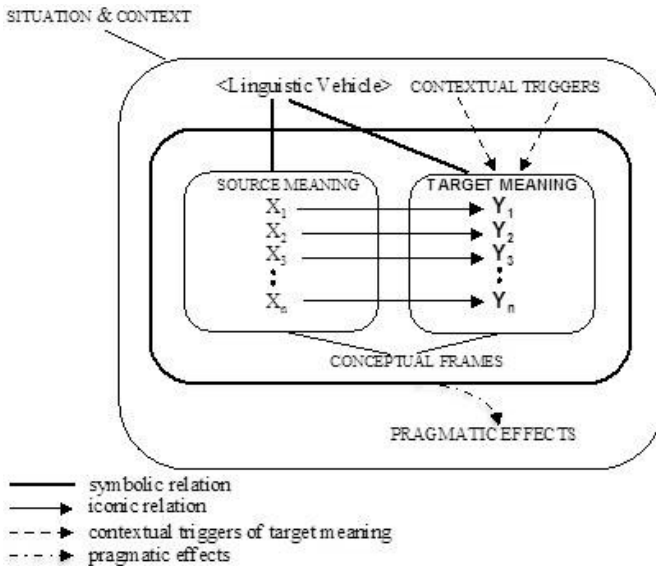 SITUATION & CONTEXT
<Linguistic Vehicle> CONTEXTUAL TRIGGERS
SOURCE MEANING TARGET MEANING
X1 Y1
X2 Y2
X3 Y3
Xn Yn
CONCEPTUAL FRAMES
PRAGMATIC EFFECTS
symbolic relation
iconic relation
contextual triggers of target meaning
pragmatic effects